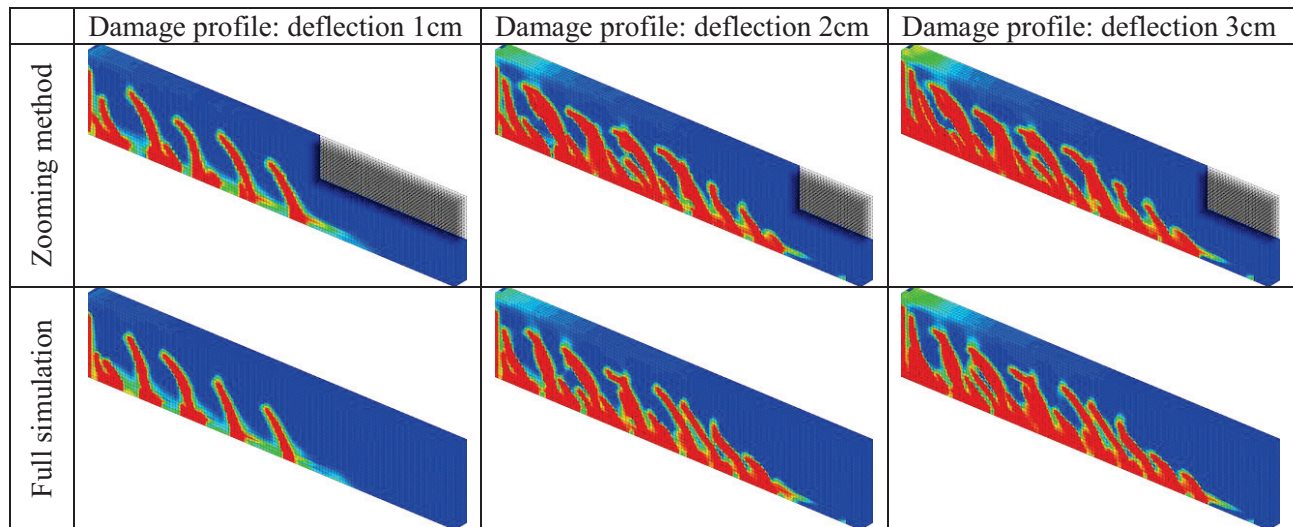 Damage profile: deflection 1cm
Damage profile: deflection 2cm
Damage profile: deflection 3cm
Zooming method
Full simulation